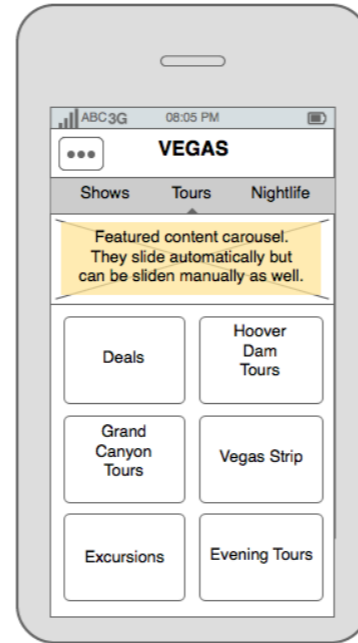 ABC 3G 08:05 PM
VEGAS
Shows Tours Nightlife
Featured content carousel.
They slide automatically but
can be sliden manually as well.
Deals
Hoover
Dam
Tours
Grand
Canyon
Tours
Vegas Strip
Excursions
Evening Tours